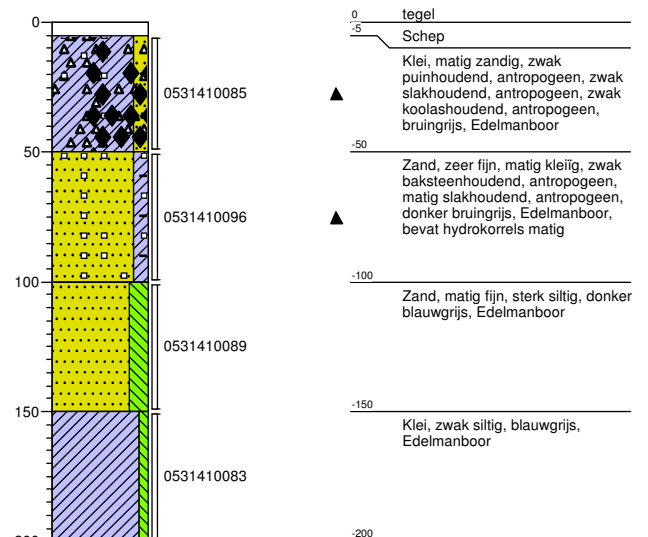 0
0
tegel
-5
Schep
Klei, matig zandig, zwak
puinhoudend, antropogeen, zwak
slakhoudend, antropogeen, zwak
koolashoudend, antropogeen,
bruingrijs, Edelmanboor
0531410085
50
-50
Zand, zeer fijn, matig kleiïg, zwak
baksteenhoudend, antropogeen,
matig slakhoudend, antropogeen,
donker bruingrijs, Edelmanboor,
bevat hydrokorrels matig
0531410096
100
-100
Zand, matig fijn, sterk siltig, donker
blauwgrijs, Edelmanboor
0531410089
150
-150
Klei, zwak siltig, blauwgrijs,
Edelmanboor
0531410083
200
-200